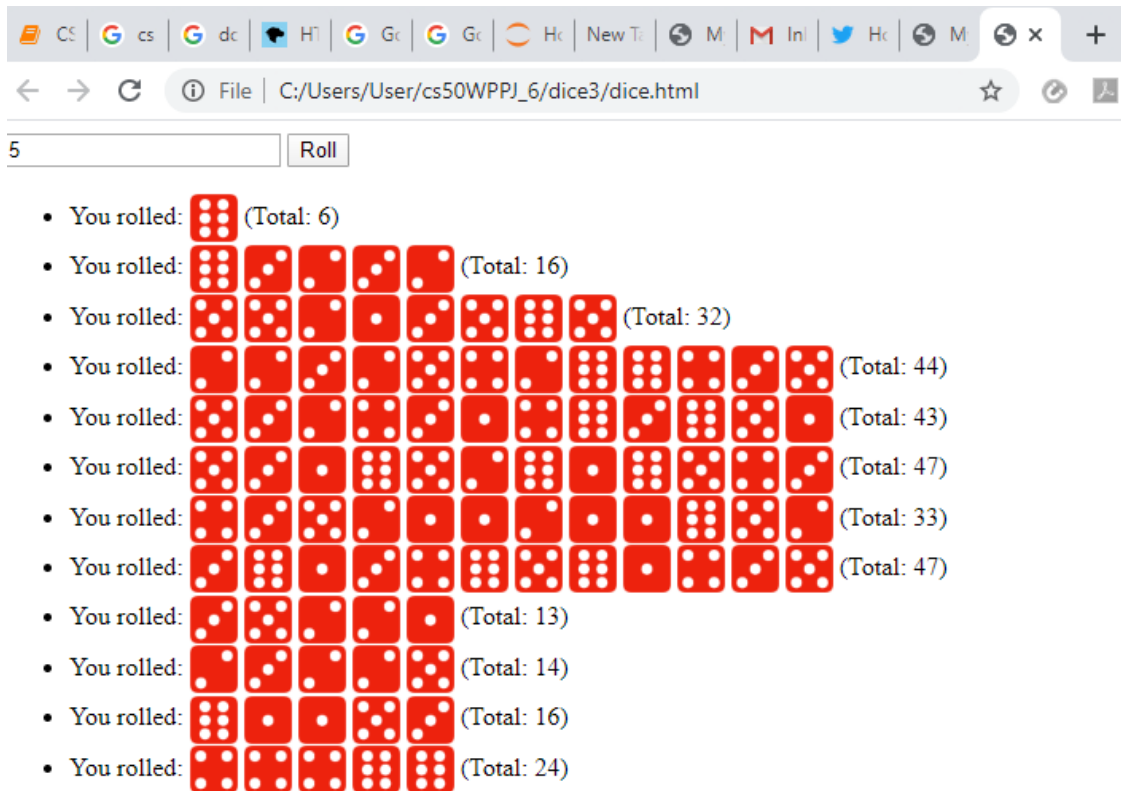 CS cs dc HT Gc Gc Hc New Ta M In Hc M
File C:/Users/User/cs50WPPJ_6/dice3/dice.html
5 Roll
You rolled: (Total: 6)
You rolled: (Total: 16)
You rolled: (Total: 32)
You rolled: (Total: 44)
You rolled: (Total: 43)
You rolled: (Total: 47)
You rolled: (Total: 33)
You rolled: (Total: 47)
You rolled: (Total: 13)
You rolled: (Total: 14)
You rolled: (Total: 16)
You rolled: (Total: 24)